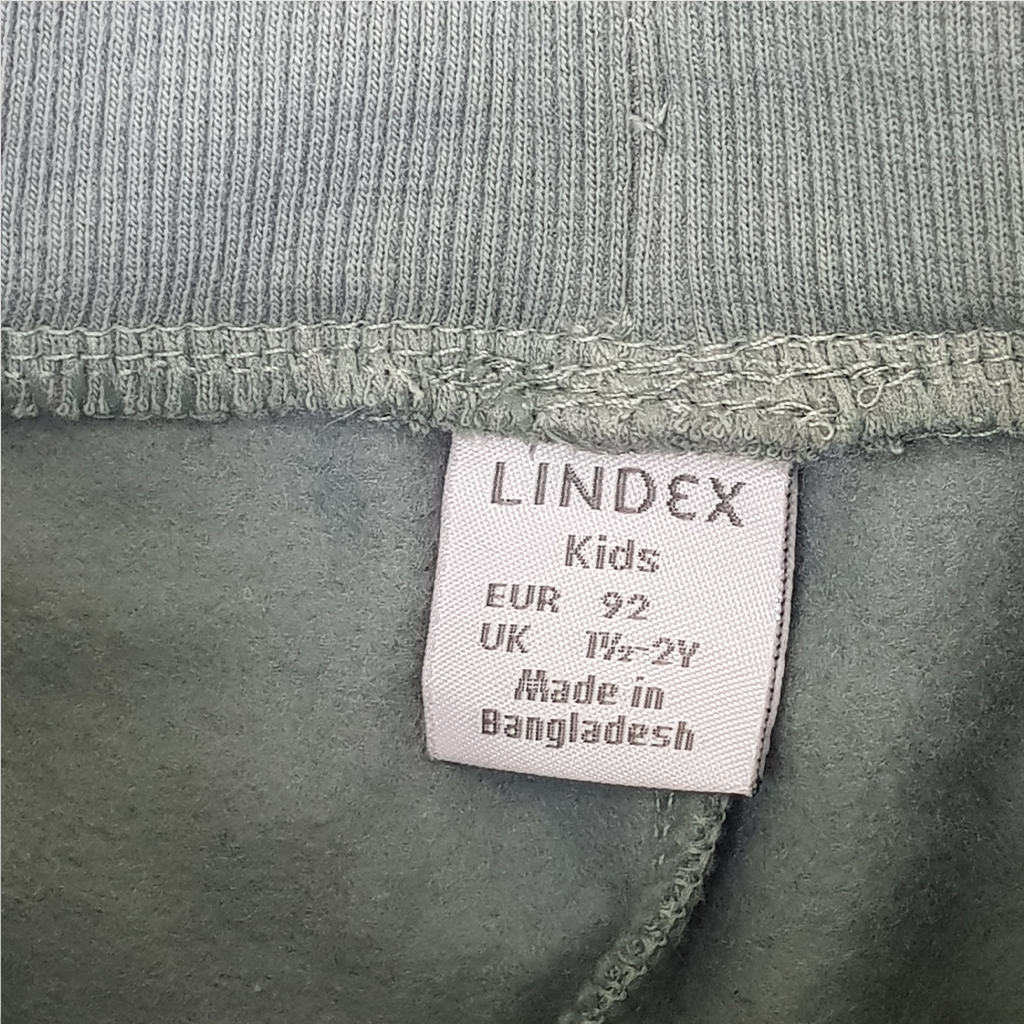 LINDEX
Kids
EUR 92
UK 1½-2Y
Made in
Bangladesh